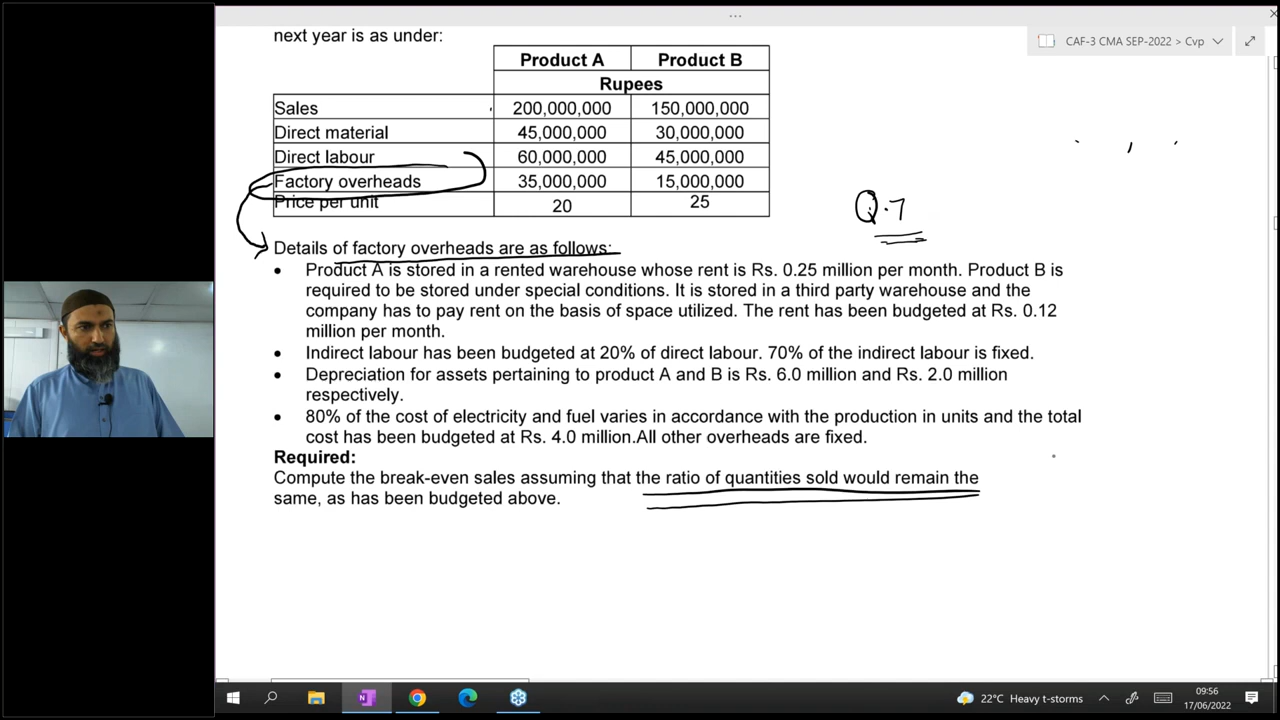 next year is as under:
Product A Product B
Rupees
Sales 200,000,000 150,000,000
Direct material 45,000,000 30,000,000
Direct labour 60,000,000 45,000,000
Factory overheads 35,000,000 15,000,000
Price per unit 20 25
Q.7
Details of factory overheads are as follows:
• Product A is stored in a rented warehouse whose rent is Rs. 0.25 million per month. Product B is
required to be stored under special conditions. It is stored in a third party warehouse and the
company has to pay rent on the basis of space utilized. The rent has been budgeted at Rs. 0.12
million per month.
• Indirect labour has been budgeted at 20% of direct labour. 70% of the indirect labour is fixed.
• Depreciation for assets pertaining to product A and B is Rs. 6.0 million and Rs. 2.0 million
respectively.
• 80% of the cost of electricity and fuel varies in accordance with the production in units and the total
cost has been budgeted at Rs. 4.0 million.All other overheads are fixed.
Required:
Compute the break-even sales assuming that the ratio of quantities sold would remain the
same, as has been budgeted above.
CAF-3 CMA SEP-2022 > Cvp
22°C Heavy t-storms
09:56
17/06/2022